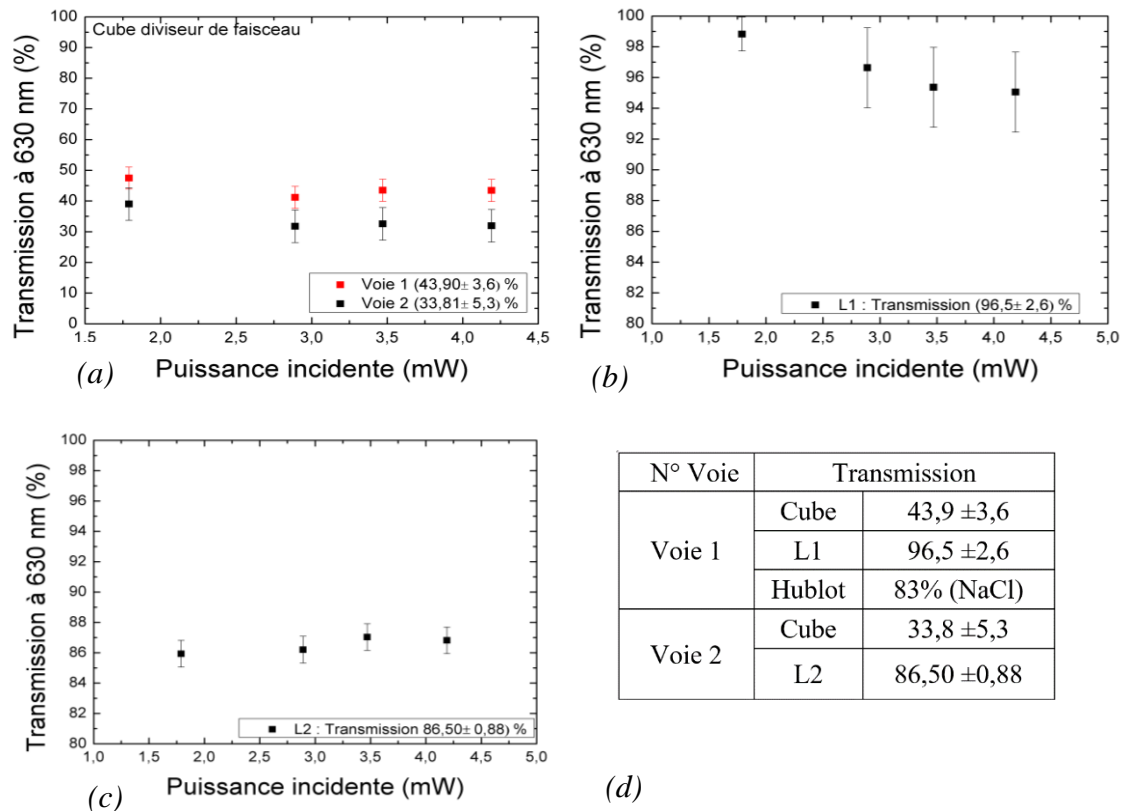 Cube diviseur de faisceau
Transmission à 630 nm (%)
100
90
80
70
60
50
40
30
20
10
0
Voie 1 (43,90± 3,6) %
Voie 2 (33,81± 5,3) %
1,5 2,0 2,5 3,0 3,5 4,0 4,5
Puissance incidente (mW)
(a)
Transmission à 630 nm (%)
100
98
96
94
92
90
88
86
84
82
80
L1 : Transmission (96,5± 2,6) %
1,0 1,5 2,0 2,5 3,0 3,5 4,0 4,5 5,0
Puissance incidente (mW)
(b)
Transmission à 630 nm (%)
100
98
96
94
92
90
88
86
84
82
80
L2 : Transmission 86,50± 0,88) %
1,0 1,5 2,0 2,5 3,0 3,5 4,0 4,5 5,0
Puissance incidente (mW)
(c)
N° Voie Transmission
Voie 1
Cube 43,9 ±3,6
L1 96,5 ±2,6
Hublot 83% (NaCl)
Voie 2
Cube 33,8 ±5,3
L2 86,50 ±0,88
(d)